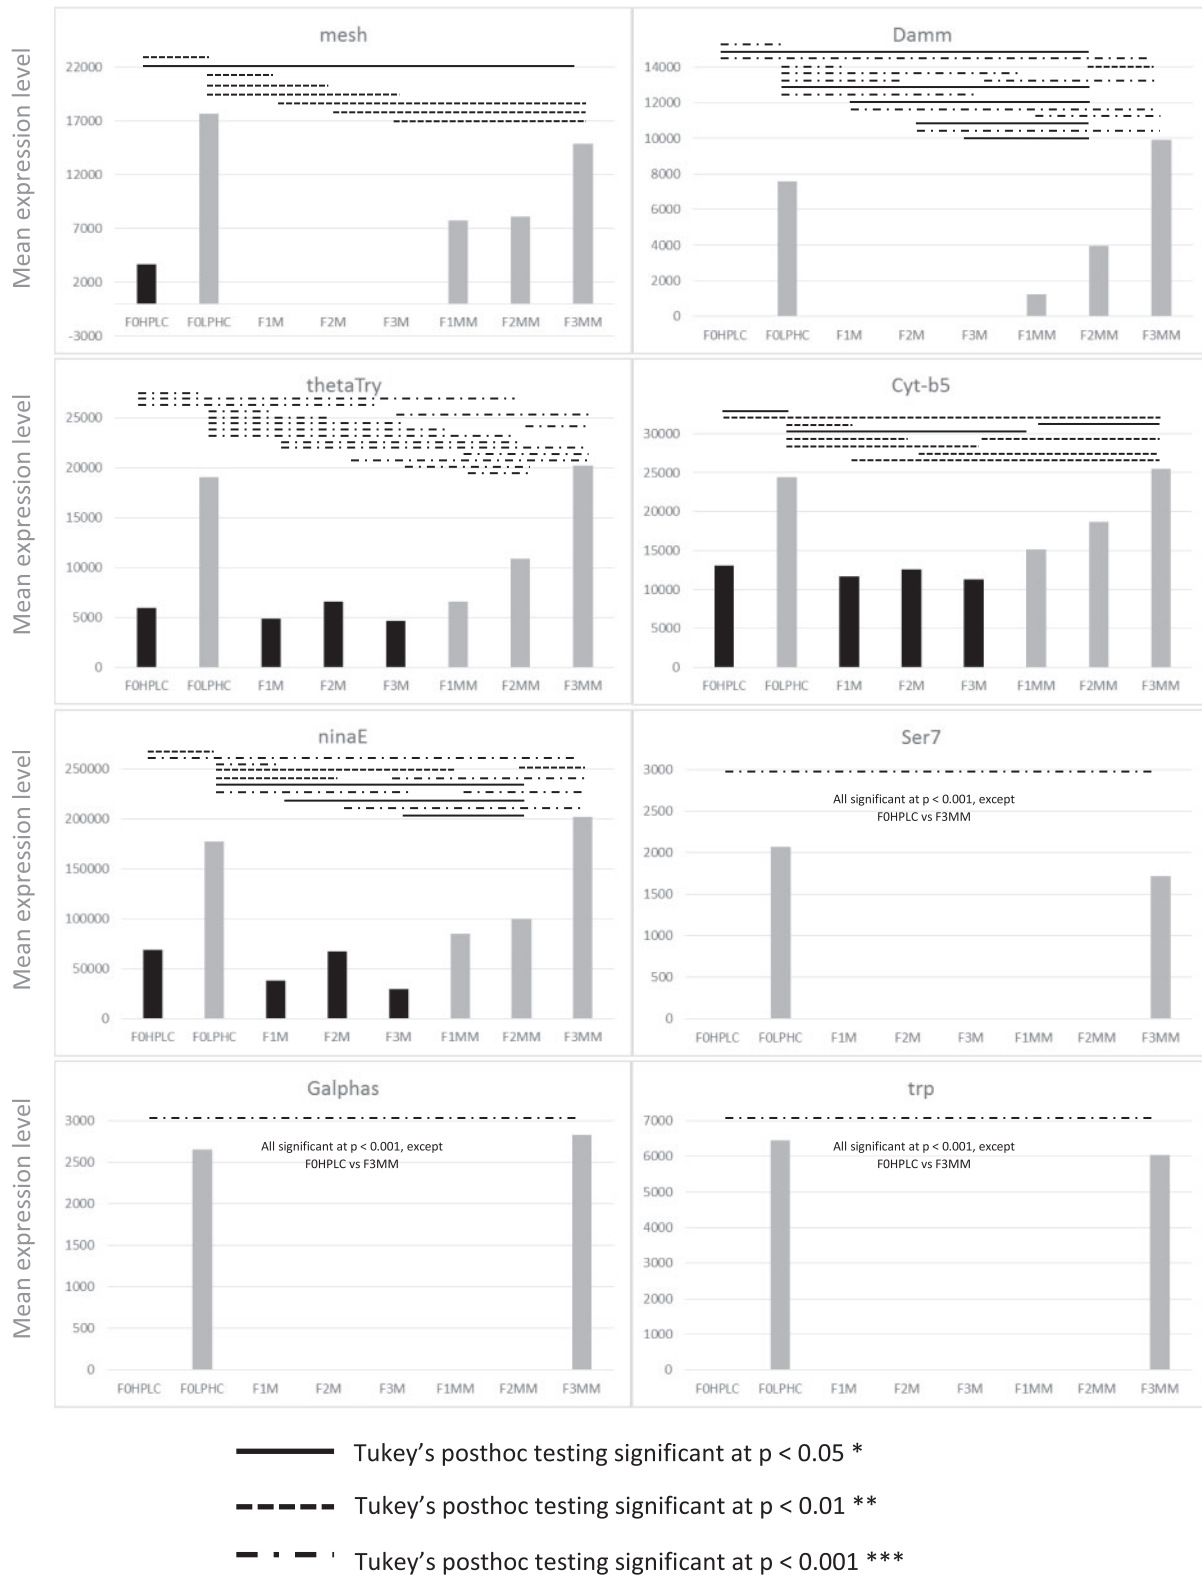 mesh
Mean expression level
22000
17000
12000
7000
2000
-3000
F0HPLC F0LPHC F1M F2M F3M F1MM F2MM F3MM
Damm
14000
12000
10000
8000
6000
4000
2000
0
F0HPLC F0LPHC F1M F2M F3M F1MM F2MM F3MM
thetaTry
Mean expression level
25000
20000
15000
10000
5000
0
F0HPLC F0LPHC F1M F2M F3M F1MM F2MM F3MM
Cyt-b5
30000
25000
20000
15000
10000
5000
0
F0HPLC F0LPHC F1M F2M F3M F1MM F2MM F3MM
ninaE
Mean expression level
250000
200000
150000
100000
50000
0
F0HPLC F0LPHC F1M F2M F3M F1MM F2MM F3MM
Ser7
3000
2500
2000
1500
1000
500
0
All significant at p < 0.001, except
F0HPLC vs F3MM
F0HPLC F0LPHC F1M F2M F3M F1MM F2MM F3MM
Galphas
Mean expression level
3000
2500
2000
1500
1000
500
0
All significant at p < 0.001, except
F0HPLC vs F3MM
F0HPLC F0LPHC F1M F2M F3M F1MM F2MM F3MM
trp
7000
6000
5000
4000
3000
2000
1000
0
All significant at p < 0.001, except
F0HPLC vs F3MM
F0HPLC F0LPHC F1M F2M F3M F1MM F2MM F3MM
Tukey’s posthoc testing significant at p < 0.05 *
Tukey’s posthoc testing significant at p < 0.01 **
Tukey’s posthoc testing significant at p < 0.001 ***